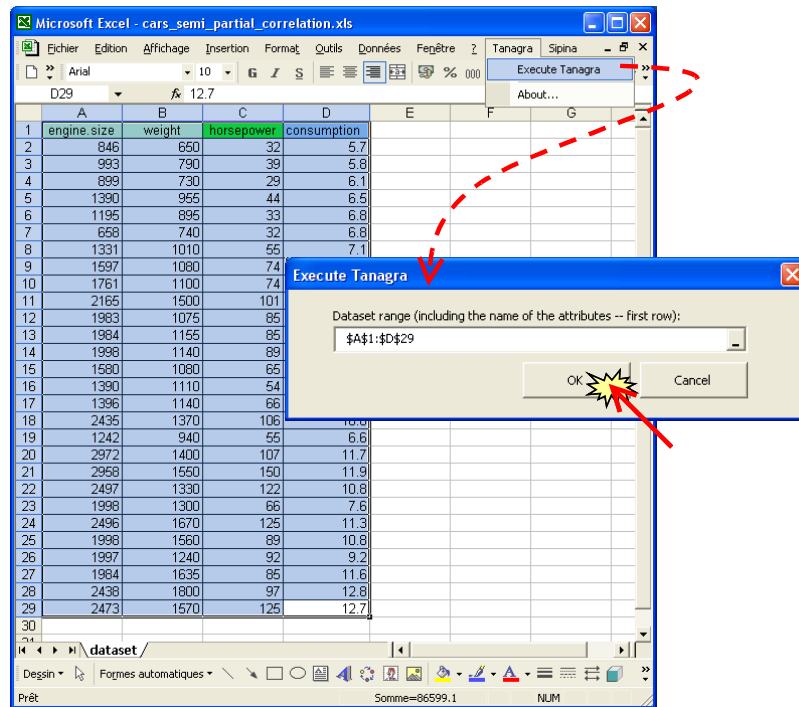 Microsoft Excel - cars_semi_partial_correlation.xls
Fichier Edition Affichage Insertion Format Outils Données Fenêtre ? Tanagra Sipina
Arial 10 G I S % 000
Execute Tanagra
About...
D29 fx 12.7
A B C D E F G
1 engine.size weight horsepower consumption
2 846 650 32 5.7
3 993 790 39 5.8
4 899 730 29 6.1
5 1390 955 44 6.5
6 1195 895 33 6.8
7 658 740 32 6.8
8 1331 1010 55 7.1
9 1597 1080 74
10 1761 1100 74
11 2165 1500 101
12 1983 1075 85
13 1984 1155 85
14 1998 1140 89
15 1580 1080 65
16 1390 1110 54
17 1396 1140 66
18 2435 1370 106
19 1242 940 55 6.6
20 2972 1400 107 11.7
21 2958 1550 150 11.9
22 2497 1330 122 10.8
23 1998 1300 66 7.6
24 2496 1670 125 11.3
25 1998 1560 89 10.8
26 1997 1240 92 9.2
27 1984 1635 85 11.6
28 2438 1800 97 12.8
29 2473 1570 125 12.7
30
Execute Tanagra
Dataset range (including the name of the attributes -- first row):
$A$1:$D$29
OK Cancel
dataset
Dessin Formes automatiques
Prêt Somme=86599.1 NUM